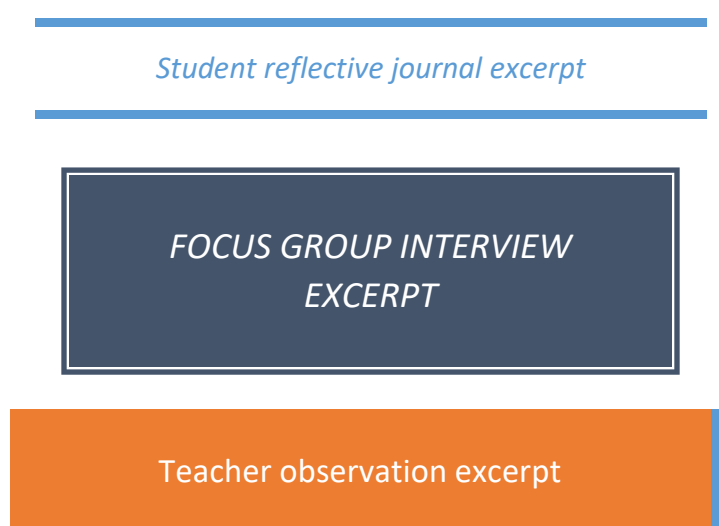 Student reflective journal excerpt
FOCUS GROUP INTERVIEW
EXCERPT
Teacher observation excerpt